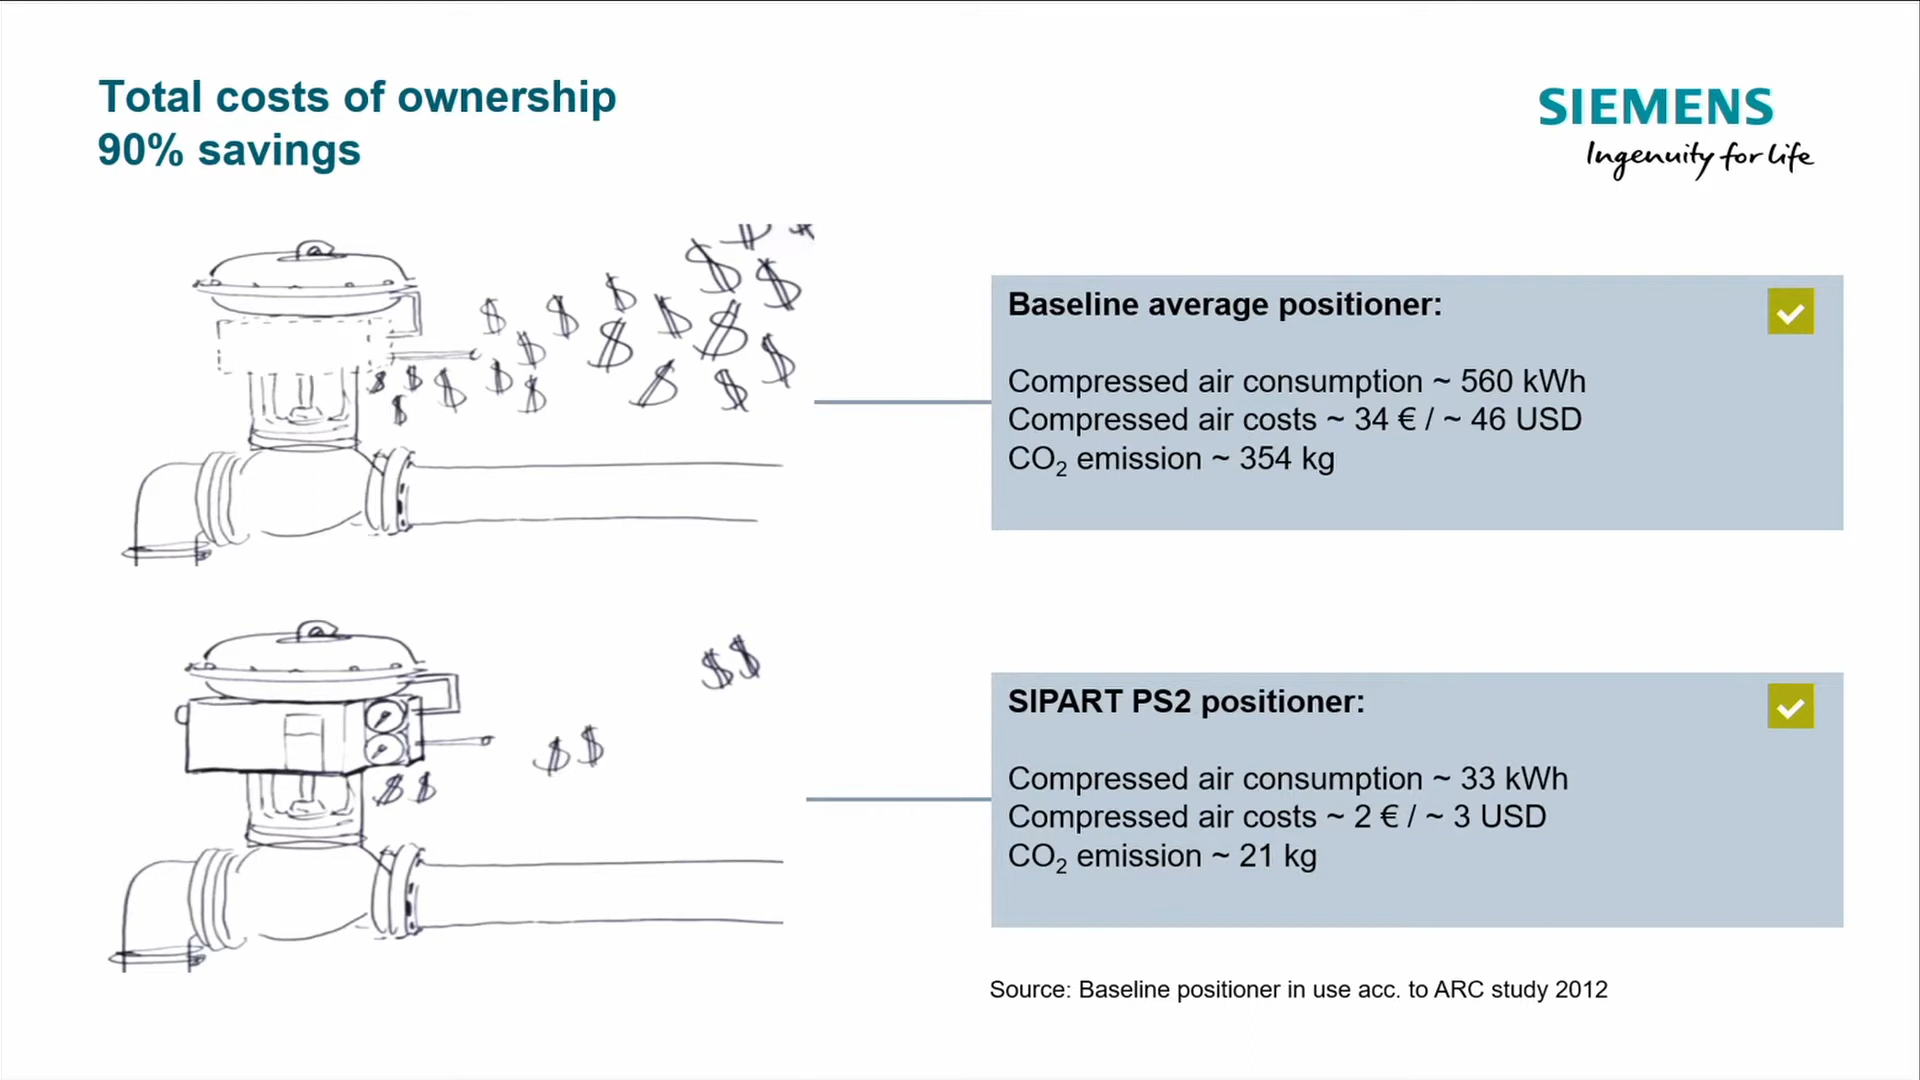 Total costs of ownership
90% savings
SIEMENS
Ingenuity for life
Baseline average positioner:
Compressed air consumption ~ 560 kWh
Compressed air costs ~ 34 € / ~ 46 USD
CO₂ emission ~ 354 kg
SIPART PS2 positioner:
Compressed air consumption ~ 33 kWh
Compressed air costs ~ 2 € / ~ 3 USD
CO₂ emission ~ 21 kg
Source: Baseline positioner in use acc. to ARC study 2012